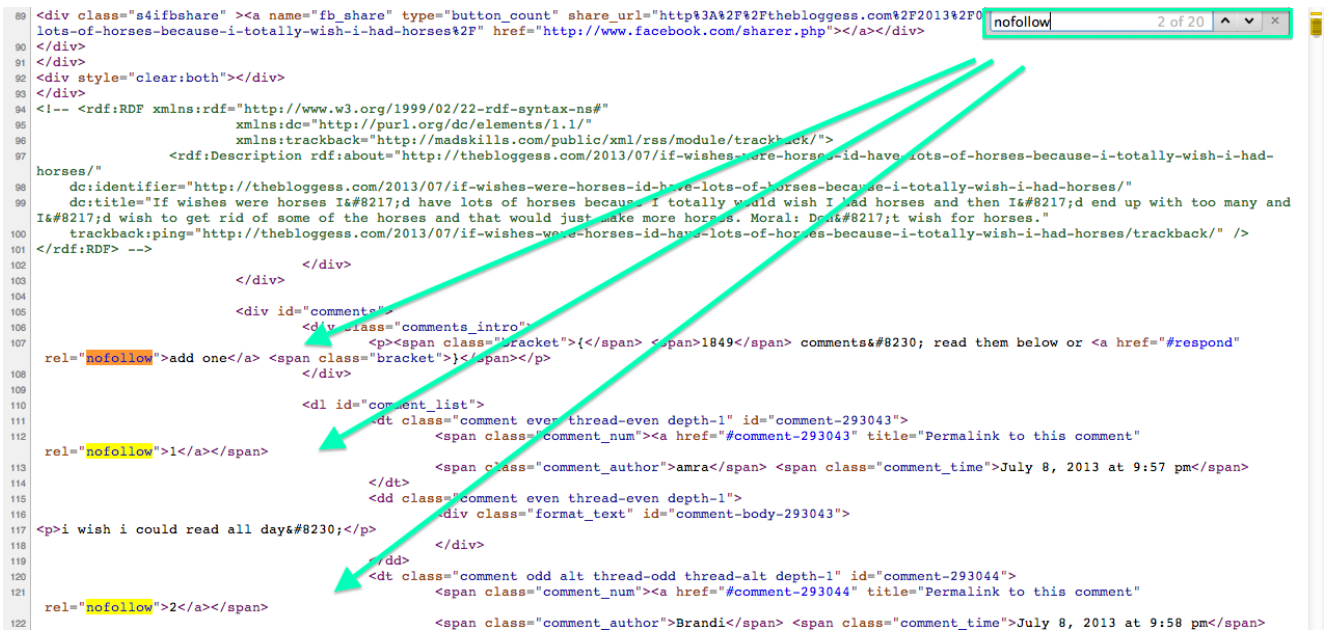 nofollow 2 of 20
89 <div class="s4ifbshare" ><a name="fb_share" type="button_count" share_url="http%3A%2F%2Fthebloggess.com%2F2013%2F0
lots-of-horses-because-i-totally-wish-i-had-horses%2F" href="http://www.facebook.com/sharer.php"></a></div>
90 </div>
91 </div>
92 <div style="clear:both"></div>
93 </div>
94 <!-- <rdf:RDF xmlns:rdf="http://www.w3.org/1999/02/22-rdf-syntax-ns#"
95 xmlns:dc="http://purl.org/dc/elements/1.1/"
96 xmlns:trackback="http://madskills.com/public/xml/rss/module/trackback/">
97 <rdf:Description rdf:about="http://thebloggess.com/2013/07/if-wishes-were-horses-id-have-lots-of-horses-because-i-totally-wish-i-had-
horses/"
98 dc:identifier="http://thebloggess.com/2013/07/if-wishes-were-horses-id-have-lots-of-horses-because-i-totally-wish-i-had-horses/"
99 dc:title="If wishes were horses I&#8217;d have lots of horses because I totally would wish I had horses and then I&#8217;d end up with too many and
I&#8217;d wish to get rid of some of the horses and that would just make more horses. Moral: Don&#8217;t wish for horses."
100 trackback:ping="http://thebloggess.com/2013/07/if-wishes-were-horses-id-have-lots-of-horses-because-i-totally-wish-i-had-horses/trackback/" />
101 </rdf:RDF> -->
102 </div>
103 </div>
104
105 <div id="comments">
106 <div class="comments_intro">
107 <p><span class="bracket">{</span> <span>1849</span> comments&#8230; read them below or <a href="#respond"
rel="nofollow">add one</a> <span class="bracket">}</span></p>
108 </div>
109
110 <dl id="comment_list">
111 <dt class="comment even thread-even depth-1" id="comment-293043">
112 <span class="comment_num"><a href="#comment-293043" title="Permalink to this comment"
rel="nofollow">1</a></span>
113 <span class="comment_author">amra</span> <span class="comment_time">July 8, 2013 at 9:57 pm</span>
114 </dt>
115 <dd class="comment even thread-even depth-1">
116 <div class="format_text" id="comment-body-293043">
117 <p>i wish i could read all day&#8230;</p>
118 </div>
119 </dd>
120 <dt class="comment odd alt thread-odd thread-alt depth-1" id="comment-293044">
121 <span class="comment_num"><a href="#comment-293044" title="Permalink to this comment"
rel="nofollow">2</a></span>
122 <span class="comment_author">Brandi</span> <span class="comment_time">July 8, 2013 at 9:58 pm</span>